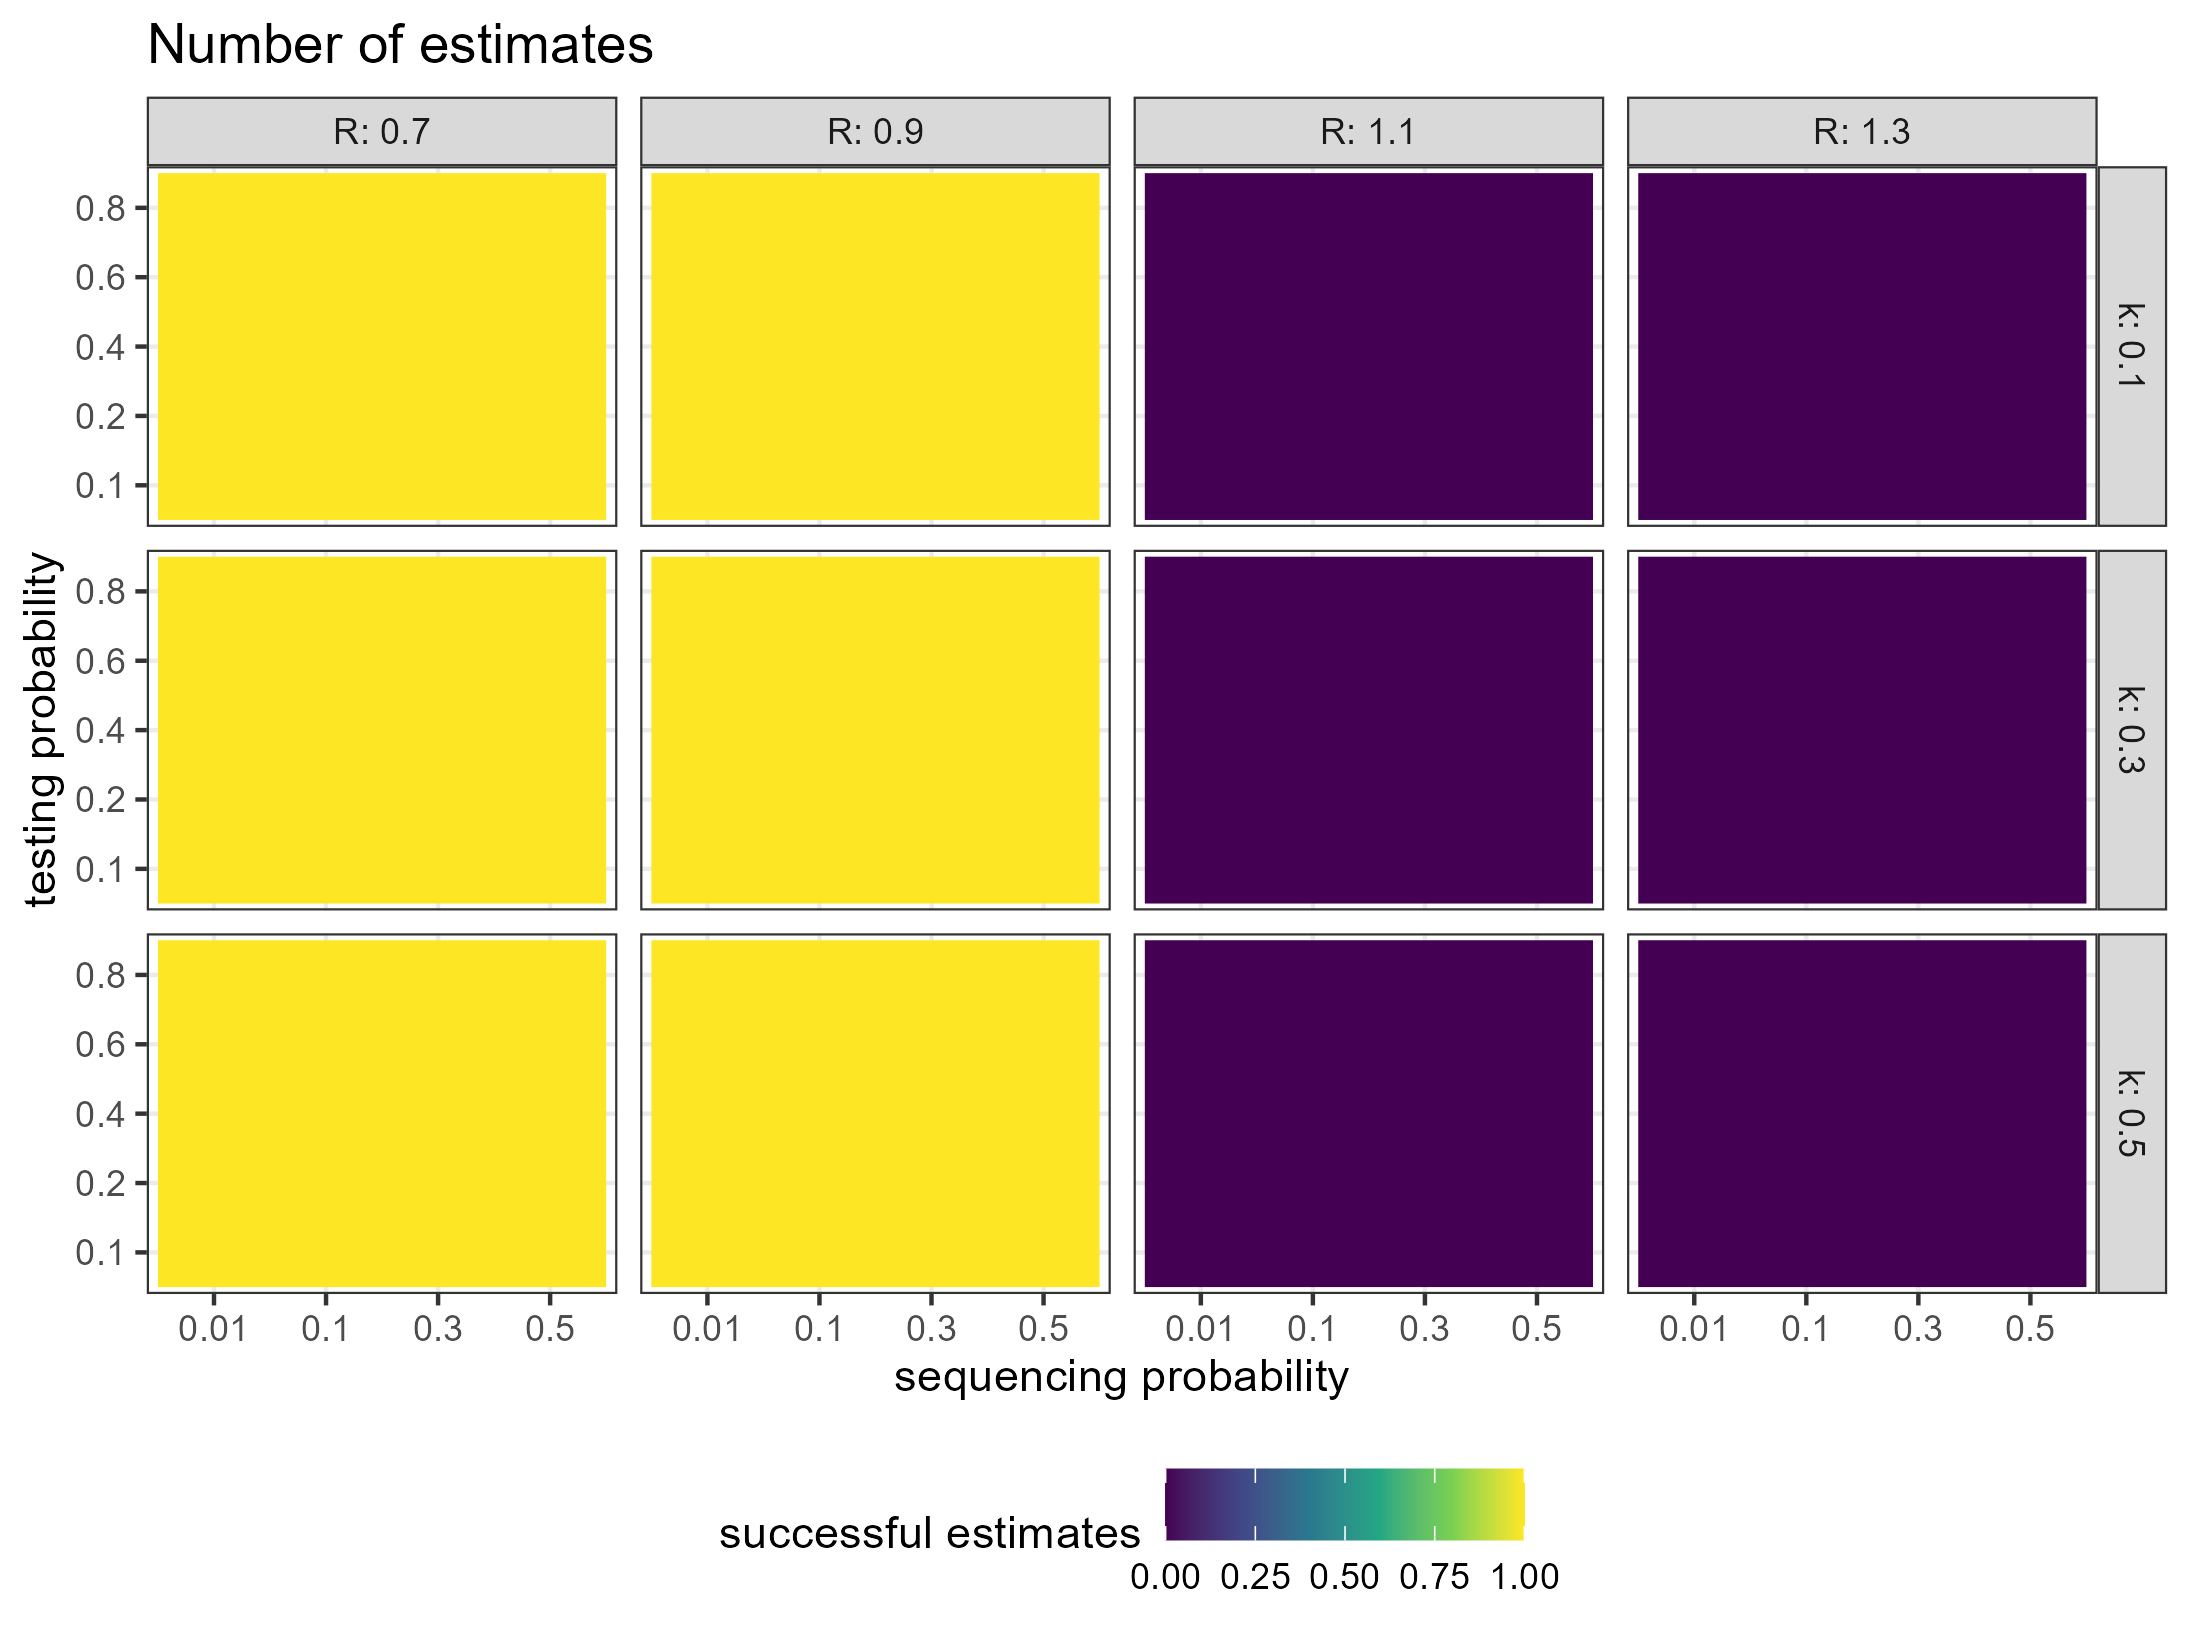 Number of estimates
R: 0.7
R: 0.9
R: 1.1
R: 1.3
0.8
0.6
0.4
0.2
0.1
k: 0.1
testing probability
0.8
0.6
0.4
0.2
0.1
k: 0.3
0.8
0.6
0.4
0.2
0.1
k: 0.5
0.01 0.1 0.3 0.5
0.01 0.1 0.3 0.5
0.01 0.1 0.3 0.5
0.01 0.1 0.3 0.5
sequencing probability
successful estimates
0.00 0.25 0.50 0.75 1.00